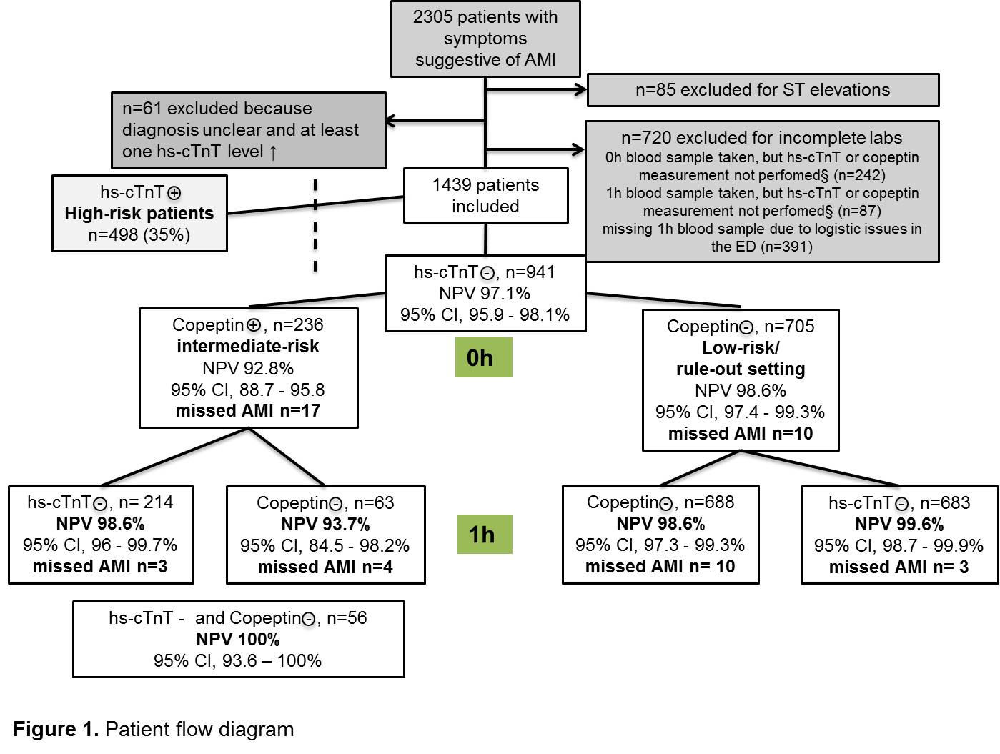 2305 patients with
symptoms
suggestive of AMI
n=85 excluded for ST elevations
n=61 excluded because
diagnosis unclear and at least
one hs-cTnT level ↑
n=720 excluded for incomplete labs
0h blood sample taken, but hs-cTnT or copeptin
measurement not perfomed§ (n=242)
1h blood sample taken, but hs-cTnT or copeptin
measurement not perfomed§ (n=87)
missing 1h blood sample due to logistic issues in
the ED (n=391)
hs-cTnT⊕
High-risk patients
n=498 (35%)
1439 patients
included
hs-cTnT⊖, n=941
NPV 97.1%
95% CI, 95.9 - 98.1%
Copeptin⊕, n=236
intermediate-risk
NPV 92.8%
95% CI, 88.7 - 95.8
missed AMI n=17
0h
Copeptin⊖, n=705
Low-risk/
rule-out setting
NPV 98.6%
95% CI, 97.4 - 99.3%
missed AMI n=10
hs-cTnT⊖, n= 214
NPV 98.6%
95% CI, 96 - 99.7%
missed AMI n=3
Copeptin⊖, n=63
NPV 93.7%
95% CI, 84.5 - 98.2%
missed AMI n=4
1h
Copeptin⊖, n=688
NPV 98.6%
95% CI, 97.3 - 99.3%
missed AMI n= 10
hs-cTnT⊖, n=683
NPV 99.6%
95% CI, 98.7 - 99.9%
missed AMI n= 3
hs-cTnT - and Copeptin⊖, n=56
NPV 100%
95% CI, 93.6 – 100%
Figure 1. Patient flow diagram